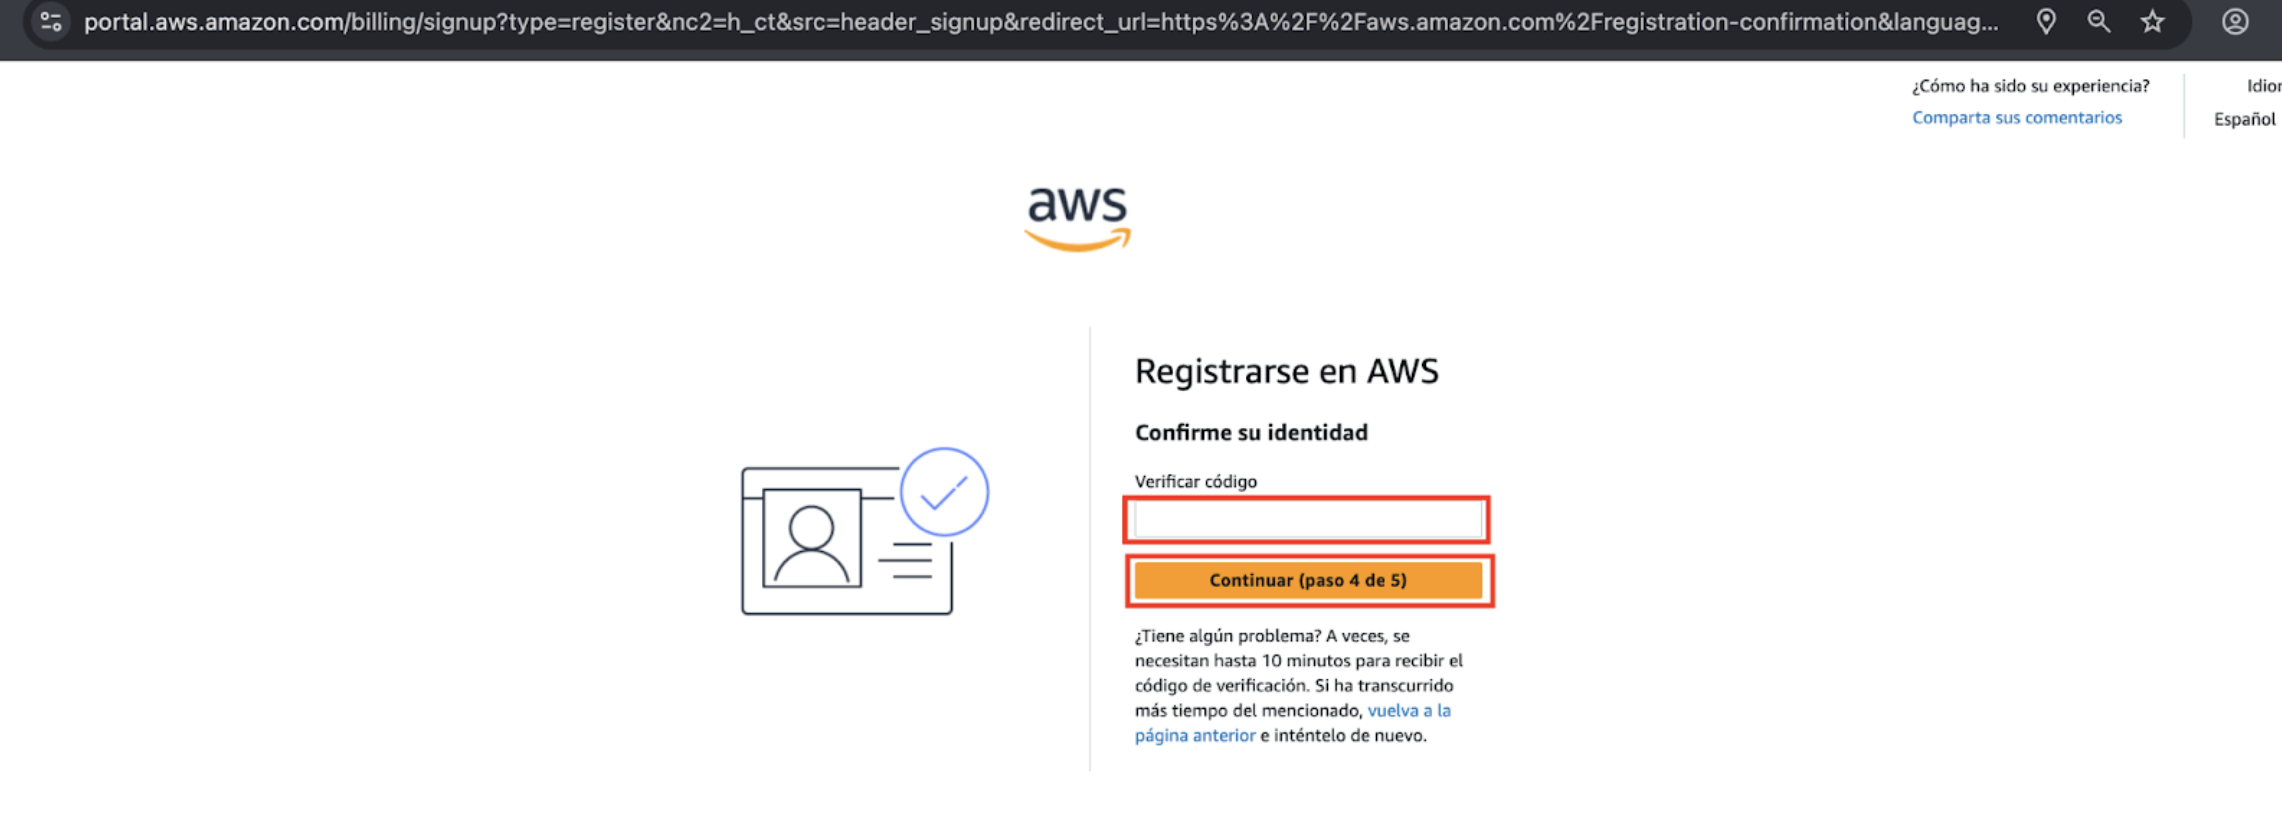 portal.aws.amazon.com/billing/signup?type=register&nc2=h_ct&src=header_signup&redirect_url=https%3A%2F%2Faws.amazon.com%2Fregistration-confirmation&languag...
¿Cómo ha sido su experiencia?
Comparta sus comentarios
Idior
Español
aws
Registrarse en AWS
Confirme su identidad
Verificar código
Continuar (paso 4 de 5)
¿Tiene algún problema? A veces, se
necesitan hasta 10 minutos para recibir el
código de verificación. Si ha transcurrido
más tiempo del mencionado, vuelva a la
página anterior e inténtelo de nuevo.